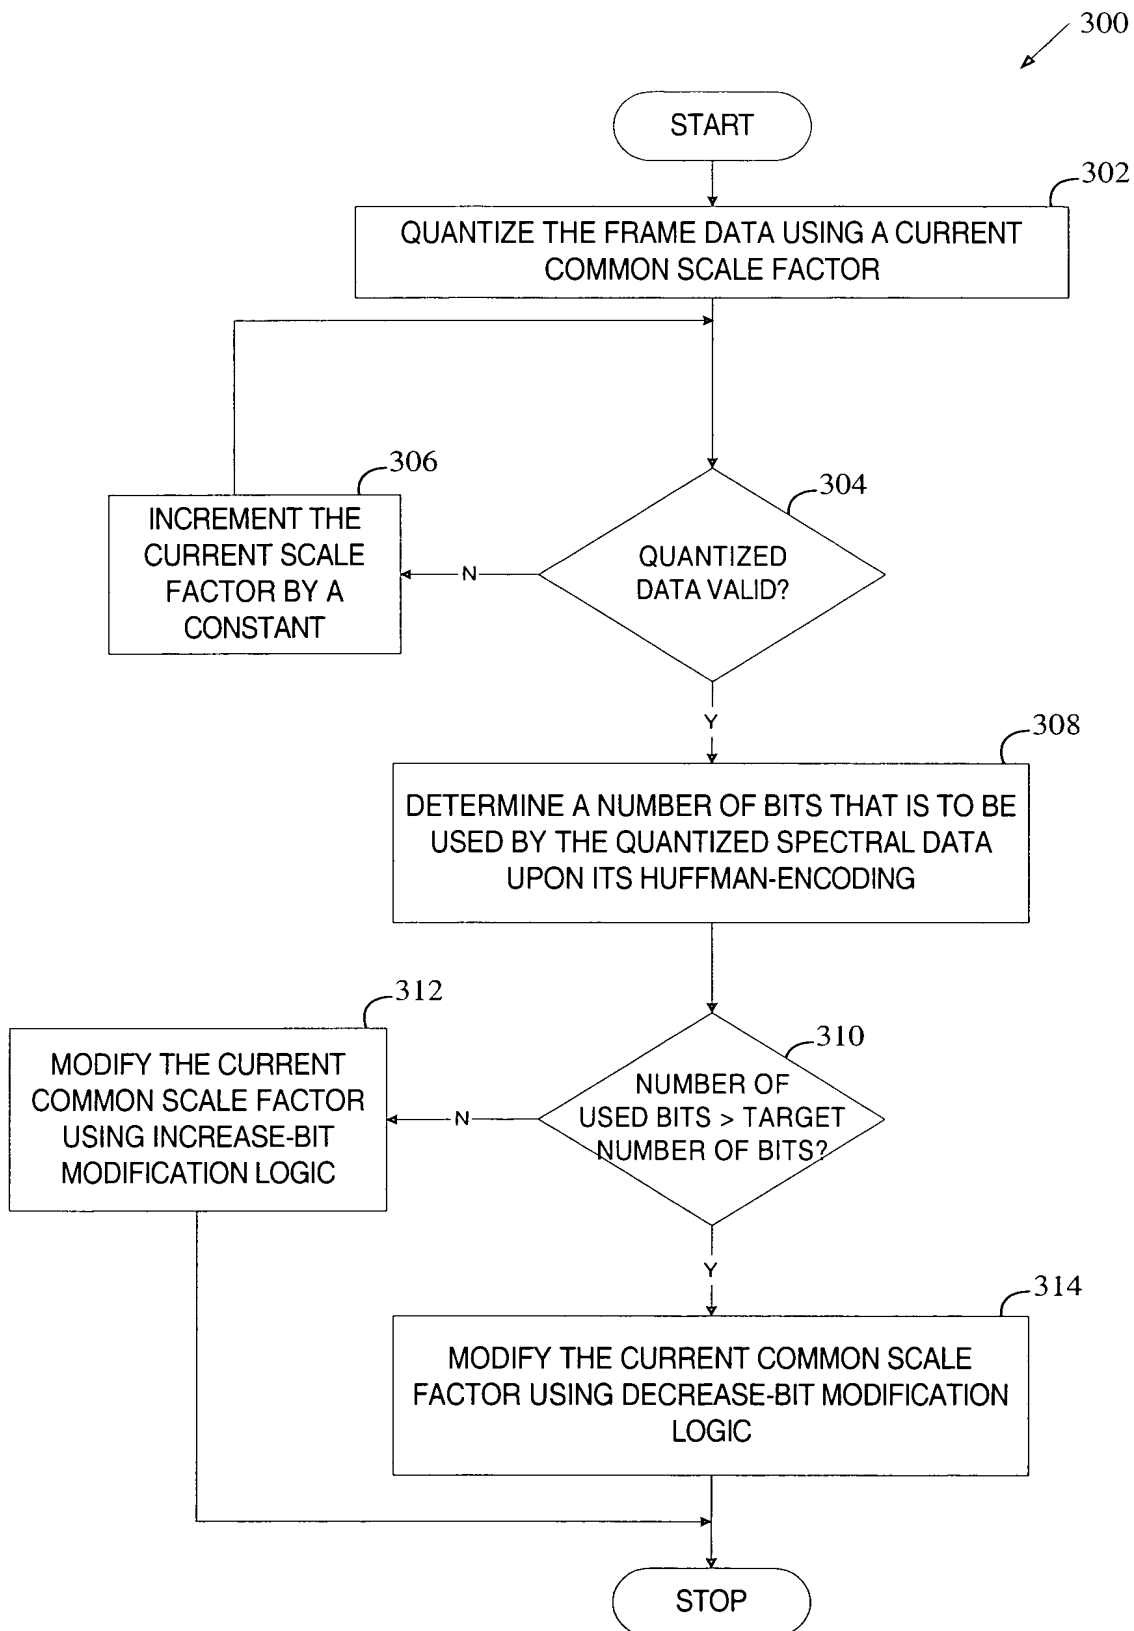 300
START
302
QUANTIZE THE FRAME DATA USING A CURRENT
COMMON SCALE FACTOR
306
304
INCREMENT THE
CURRENT SCALE
FACTOR BY A
CONSTANT
N
QUANTIZED
DATA VALID?
Y
308
DETERMINE A NUMBER OF BITS THAT IS TO BE
USED BY THE QUANTIZED SPECTRAL DATA
UPON ITS HUFFMAN-ENCODING
312
310
MODIFY THE CURRENT
COMMON SCALE FACTOR
USING INCREASE-BIT
MODIFICATION LOGIC
N
NUMBER OF
USED BITS > TARGET
NUMBER OF BITS?
Y
314
MODIFY THE CURRENT COMMON SCALE
FACTOR USING DECREASE-BIT MODIFICATION
LOGIC
STOP